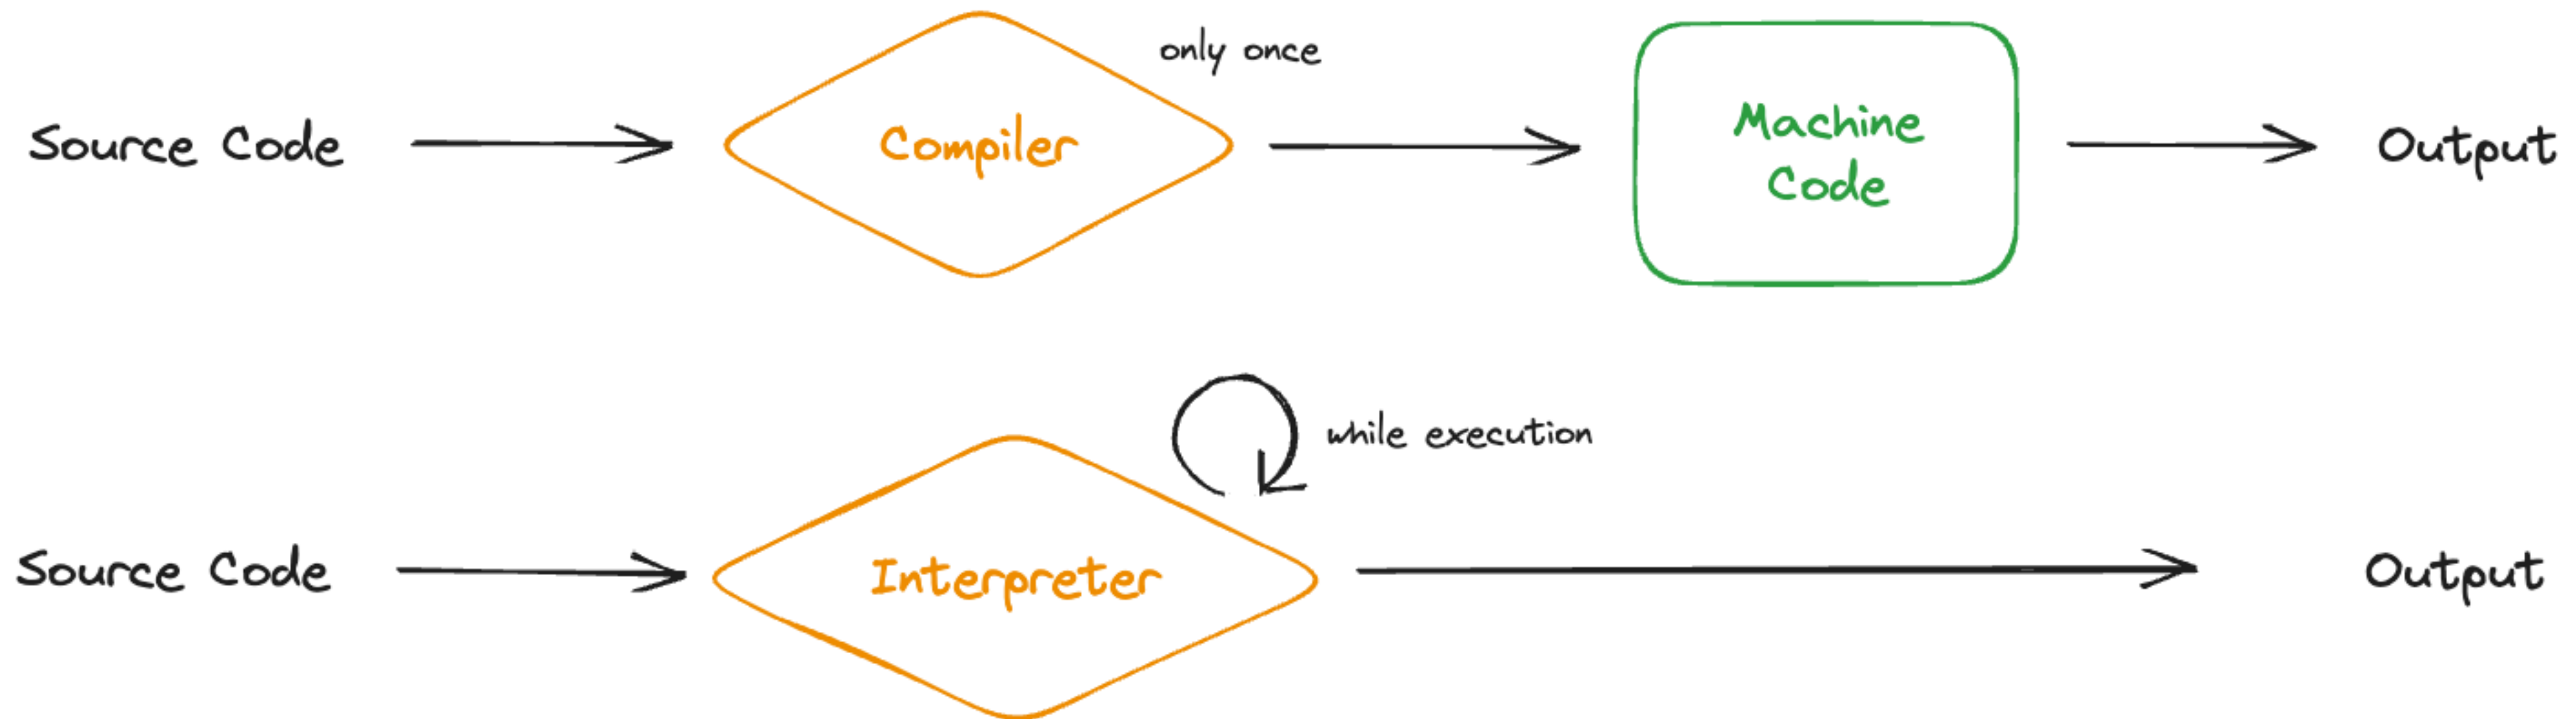 only once
Source Code
Compiler
Machine
Code
Output
while execution
Source Code
Interpreter
Output